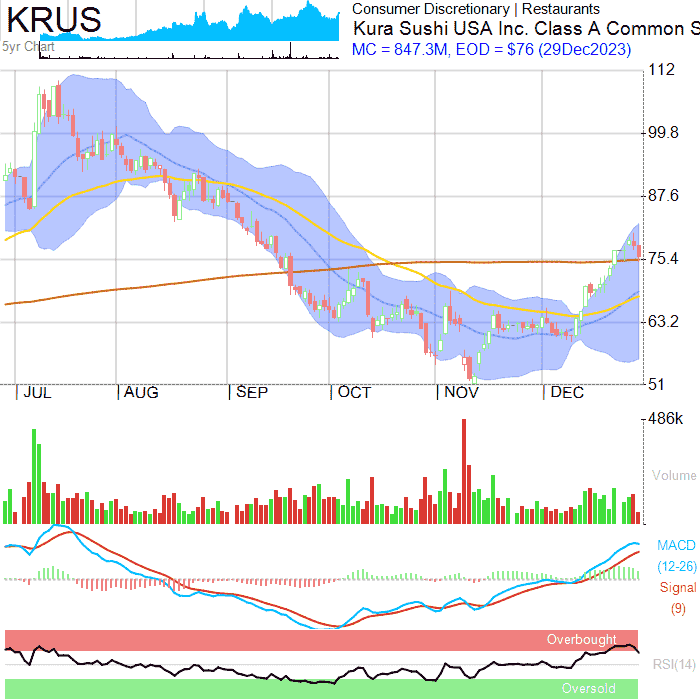 KRUS
5yr Chart
Consumer Discretionary | Restaurants
Kura Sushi USA Inc. Class A Common S
MC = 847.3M, EOD = $76 (29Dec2023)
112
99.8
87.6
75.4
63.2
51
JUL AUG SEP OCT NOV DEC
486K
Volume
MACD
(12-26)
Signal
(9)
Overbought
RSI(14)
Oversold